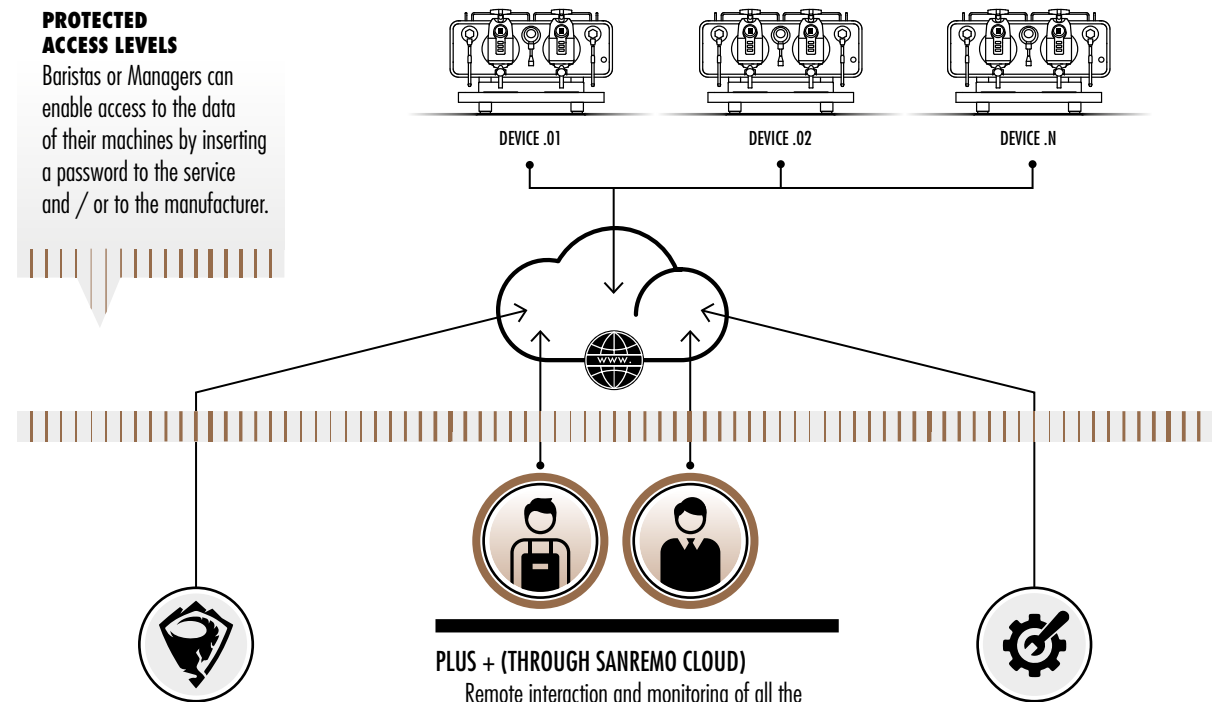 PROTECTED
ACCESS LEVELS
Baristas or Managers can
enable access to the data
of their machines by inserting
a password to the service
and / or to the manufacturer.
DEVICE .01
DEVICE .02
DEVICE .N
WWW.
PLUS + (THROUGH SANREMO CLOUD)
Remote interaction and monitoring of all the